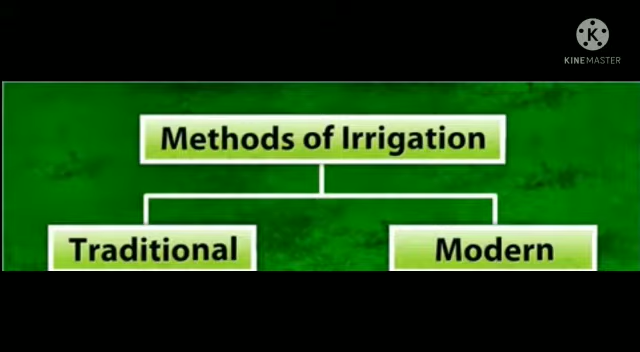 KINEMASTER
Methods of Irrigation
Traditional
Modern